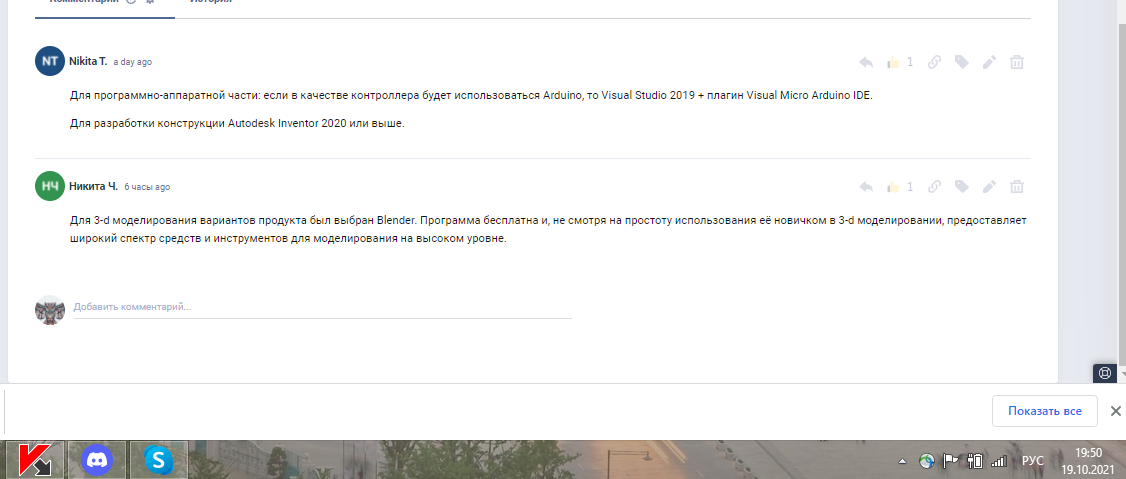 Комментарии
История
NT Nikita T. a day ago
1
Для программно-аппаратной части: если в качестве контроллера будет использоваться Arduino, то Visual Studio 2019 + плагин Visual Micro Arduino IDE.
Для разработки конструкции Autodesk Inventor 2020 или выше.
НЧ Никита Ч. 6 часы ago
1
Для 3-d моделирования вариантов продукта был выбран Blender. Программа бесплатна и, не смотря на простоту использования её новичком в 3-d моделировании, предоставляет
широкий спектр средств и инструментов для моделирования на высоком уровне.
Добавить комментарий...
Показать все
РУС
19:50
19.10.2021